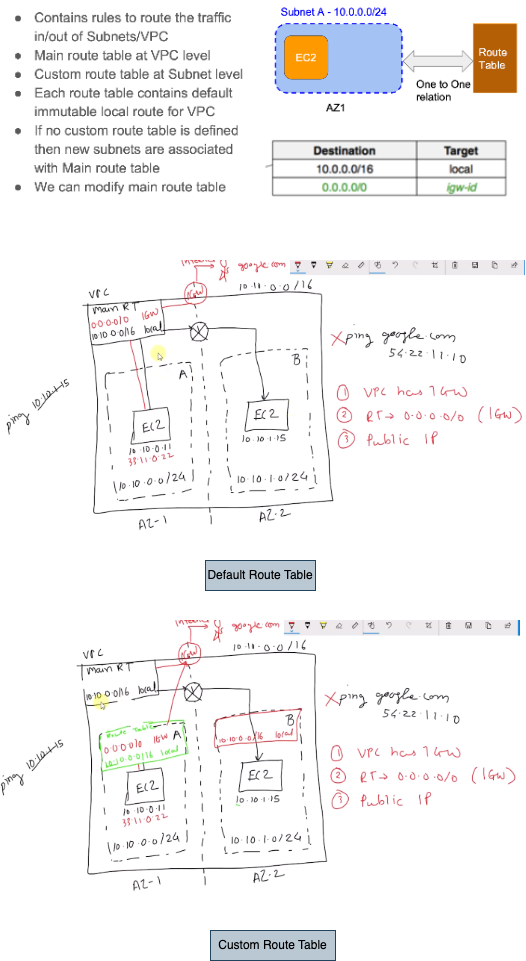 Contains rules to route the traffic
in/out of Subnets/VPC
Main route table at VPC level
Custom route table at Subnet level
Each route table contains default
immutable local route for VPC
If no custom route table is defined
then new subnets are associated
with Main route table
We can modify main route table
Subnet A - 10.0.0.0/24
EC2
AZ1
Route
Table
One to One
relation
Destination Target
10.0.0.0/16 local
0.0.0.0/0 igw-id
google.com
VPC
10.10.0.0/16
Main RT
0.0.0.0/0 IGW
10.10.0.0/16 local
IGW
ping 10.10.1.15
A
EC2
10.10.0.11
33.11.0.22
10.10.0.0/24
AZ-1
B
EC2
10.10.1.15
10.10.1.0/24
AZ-2
ping google.com
54.22.11.10
1 VPC has IGW
2 RT→ 0.0.0.0/0 (IGW)
3 Public IP
Default Route Table
google.com
VPC
10.10.0.0/16
Main RT
10.10.0.0/16 local
IGW
ping 10.10.1.15
route table
0.0.0.0/0 IGW A
10.10.0.0/16 local
EC2
10.10.0.11
33.11.0.22
10.10.0.0/24
AZ-1
B
10.10.0.0/16 local
EC2
10.10.1.15
10.10.1.0/24
AZ-2
ping google.com
54.22.11.10
1 VPC has IGW
2 RT→ 0.0.0.0/0 (IGW)
3 Public IP
Custom Route Table